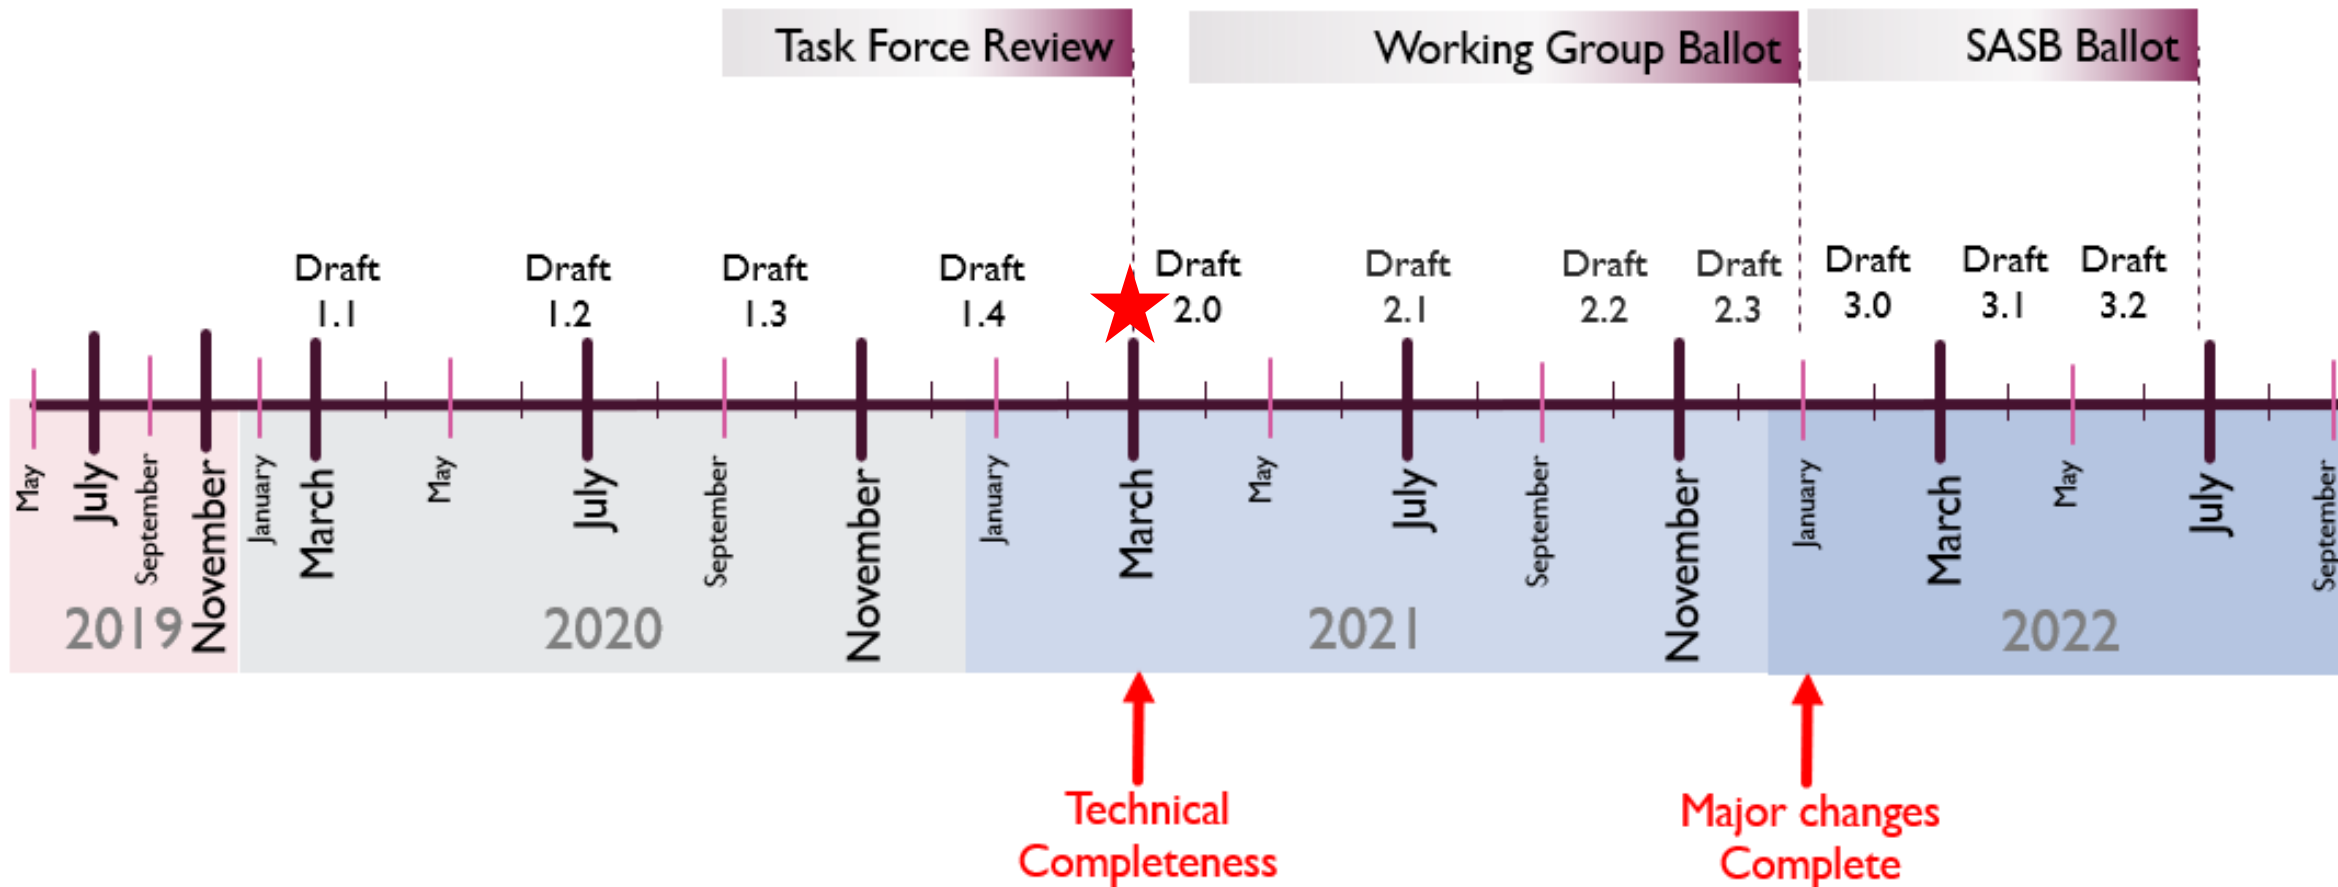 Task Force Review
Working Group Ballot
SASB Ballot
Draft
1.1
Draft
1.2
Draft
1.3
Draft
1.4
Draft
2.0
Draft
2.1
Draft
2.2
Draft
2.3
Draft
3.0
Draft
3.1
Draft
3.2
May
July
September
November
January
March
May
July
September
November
January
March
May
July
September
November
January
March
May
July
September
2019
2020
2021
2022
Technical
Completeness
Major changes
Complete